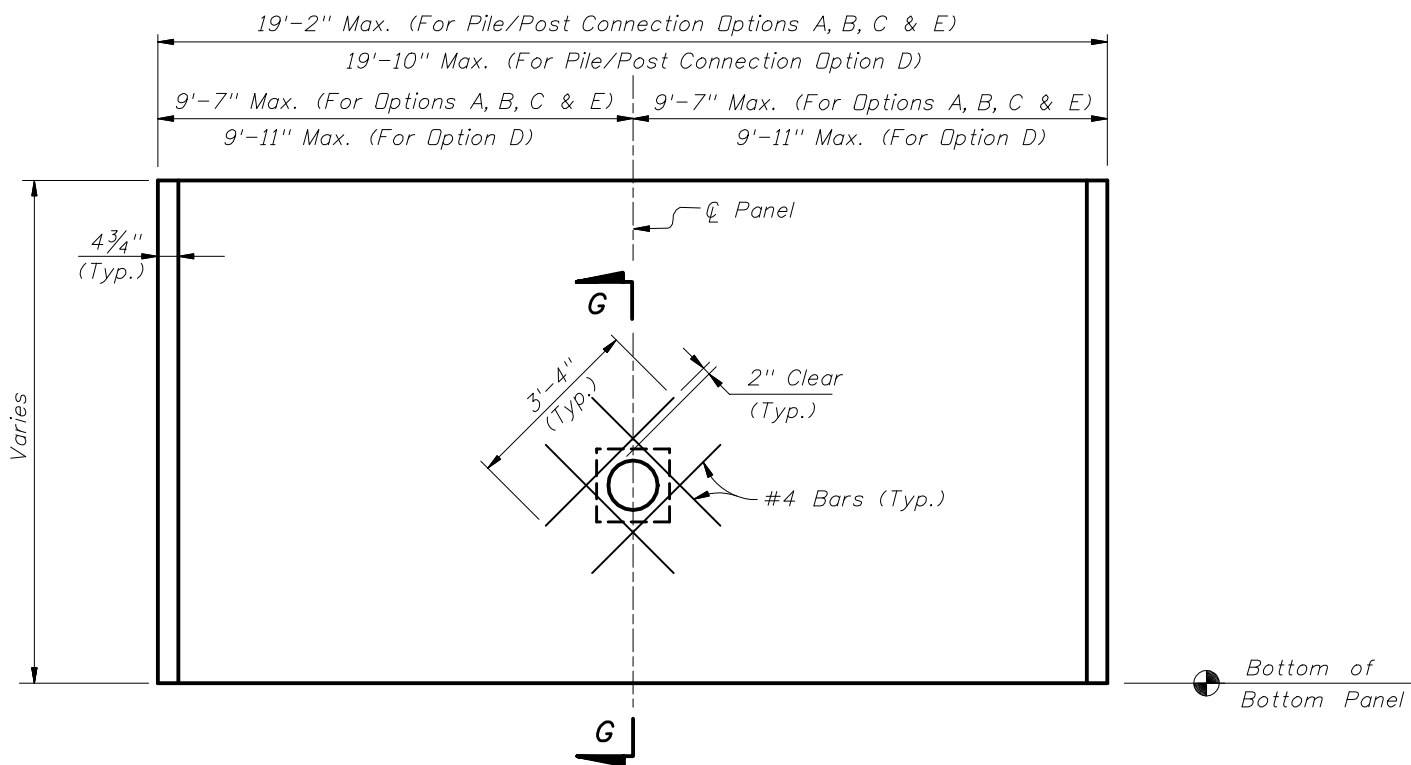 19'-2" Max. (For Pile/Post Connection Options A, B, C & E)
19'-10" Max. (For Pile/Post Connection Option D)
9'-7" Max. (For Options A, B, C & E)
9'-7" Max. (For Options A, B, C & E)
9'-11" Max. (For Option D)
9'-11" Max. (For Option D)
℄ Panel
4¾"
(Typ.)
G
3'-4"
(Typ.)
2" Clear
(Typ.)
Varies
#4 Bars (Typ.)
Bottom of
Bottom Panel
G